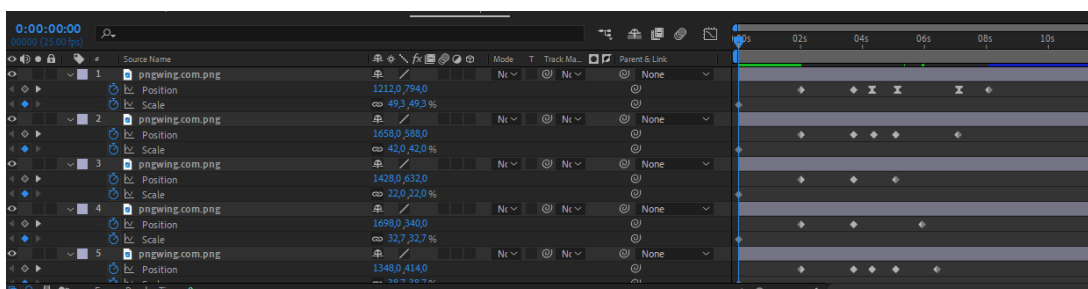 0:00:00:00
00000 (25.00 fps)
00s 02s 04s 06s 08s 10s
# Source Name Mode T Track Ma... Parent & Link
1 pngwing.com.png None
Position 1212,0,794,0
Scale 49,3,49,3 %
2 pngwing.com.png None
Position 1658,0,588,0
Scale 42,0,42,0 %
3 pngwing.com.png None
Position 1428,0,632,0
Scale 22,0,22,0 %
4 pngwing.com.png None
Position 1698,0,340,0
Scale 32,7,32,7 %
5 pngwing.com.png None
Position 1348,0,414,0